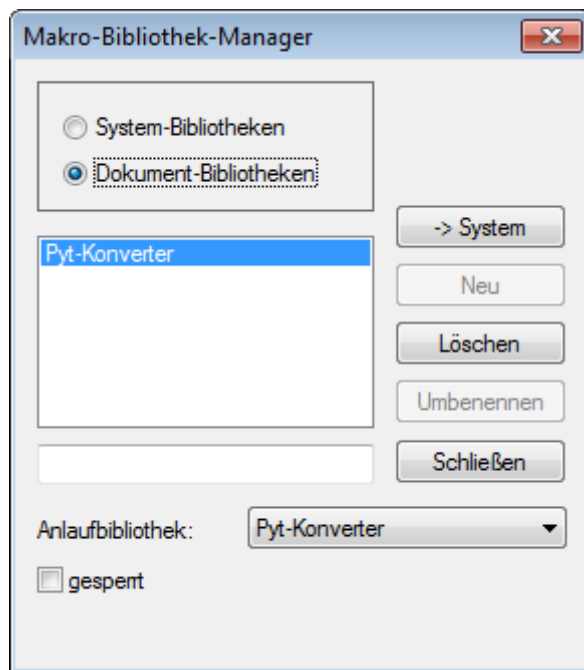 Makro-Bibliothek-Manager
System-Bibliotheken
Dokument-Bibliotheken
-> System
Pyt-Konverter
Neu
Löschen
Umbenennen
Schließen
Anlaufbibliothek: Pyt-Konverter
gesperrt